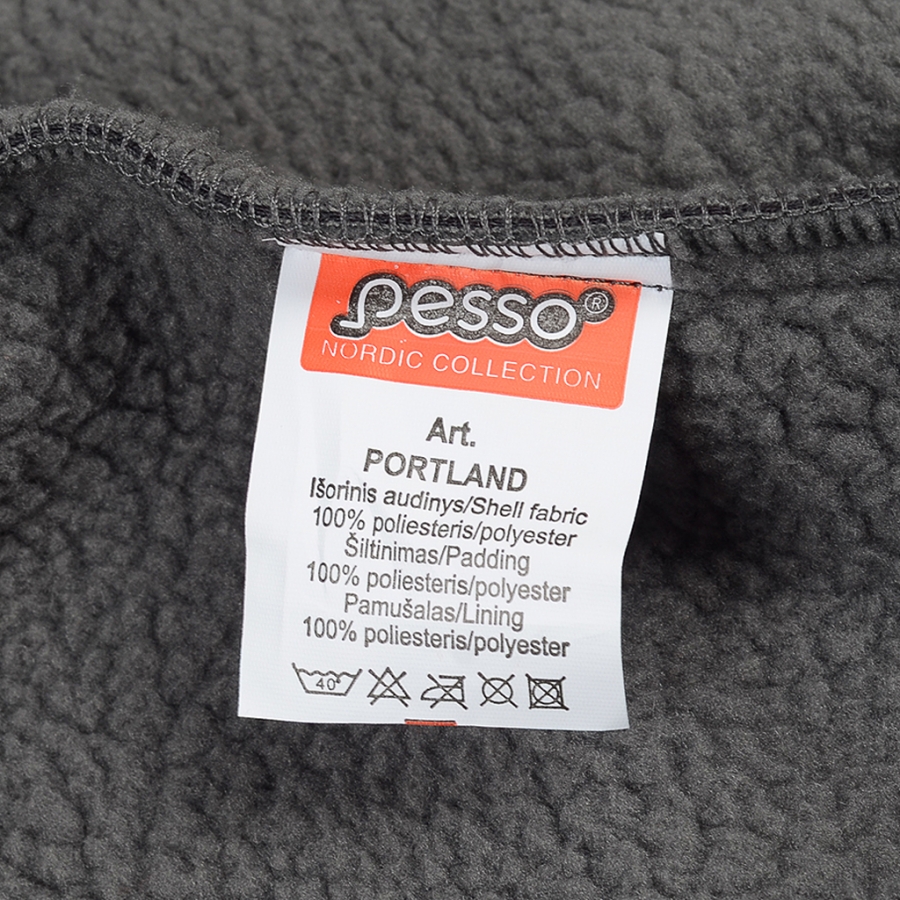 pesso®
NORDIC COLLECTION
Art.
PORTLAND
Išorinis audinys/Shell fabric
100% poliesteris/polyester
Šiltinimas/Padding
100% poliesteris/polyester
Pamušalas/Lining
100% poliesteris/polyester
40°